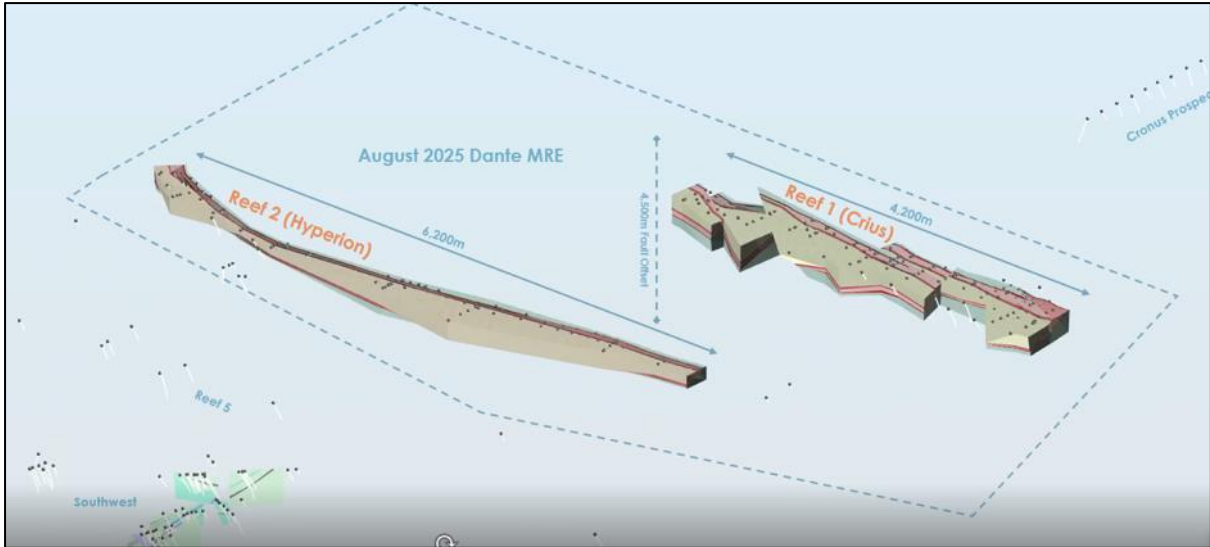 Cronus Prospec
August 2025 Dante MRE
Reef 1 (Crius)
4,200m
Reef 2 (Hyperion)
6,200m
4,500m Fault Offset
Reef 5
Southwest